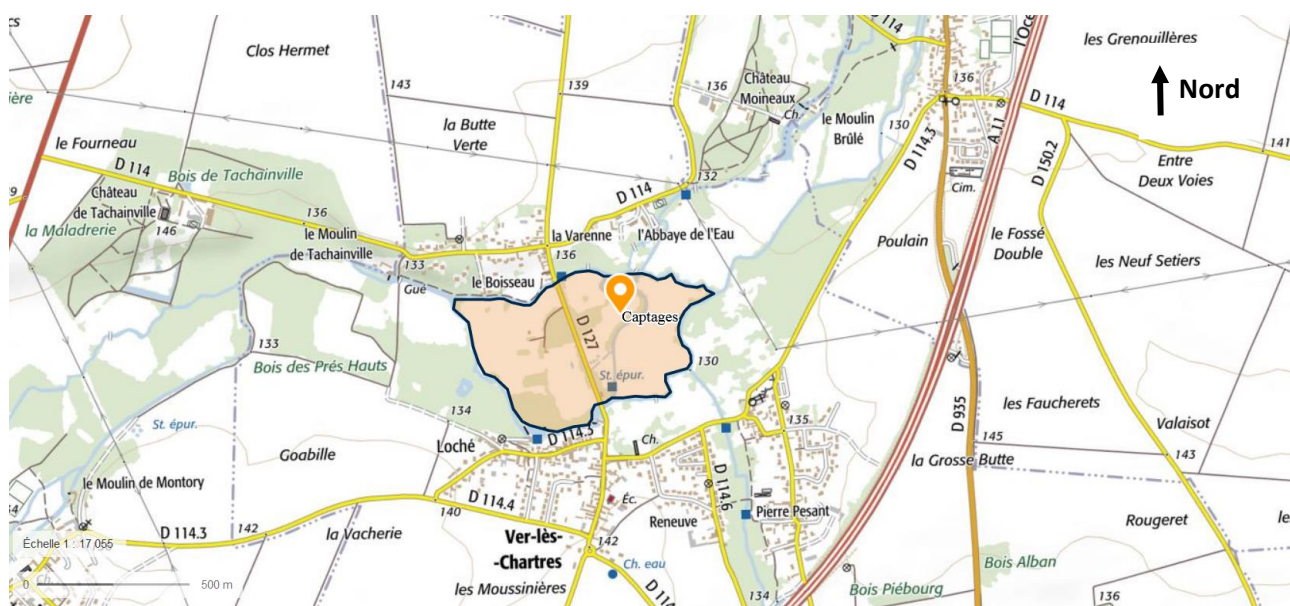 Clos Hermet
143
139
D 114
136
les Grenouillères
Nord
l'Océ
Château
Moineaux
Ch.
136
le Moulin
Brûlé
130
D 114.3
A 11
D 114
D 150.2
141
la Butte
Verte
le Fourneau
D 114
Bois de Tachainville
Château
de Tachainville
la Maladrerie
146
136
le Moulin
de Tachainville
133
Gué
132
D 114
la Varenne
l'Abbaye de l'Eau
136
le Boisseau
Cim.
Entre
Deux Voies
Poulain
le Fossé
Double
les Neuf Setiers
Captages
D 127
St. épur.
130
133
Bois des Prés Hauts
134
St. épur.
Loché
D 114.5
Goabille
Ch.
135
D 935
les Faucherets
Valaisot
145
143
la Grosse Butte
le Moulin de Montory
D 114.4
140
D 114.6
Éc.
Pierre Pesant
Reneuve
D 114.3
142
la Vacherie
Ver-lès-
-Chartres
142
Ch. eau
les Moussinières
D 114
134
Rougeret
Bois Alban
Bois Piébourg
136
Échelle 1 : 17 055
0
500 m